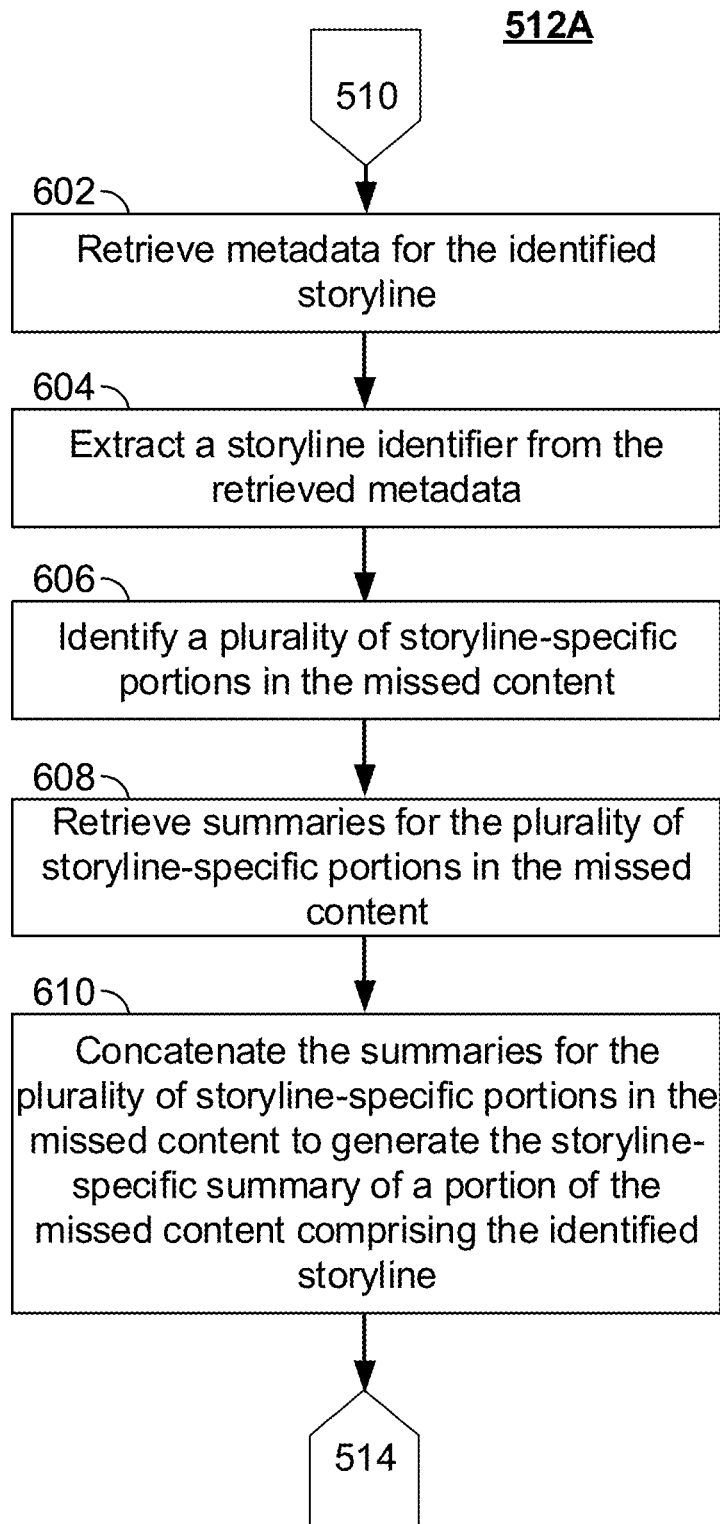 512A
510
602
Retrieve metadata for the identified
storyline
604
Extract a storyline identifier from the
retrieved metadata
606
Identify a plurality of storyline-specific
portions in the missed content
608
Retrieve summaries for the plurality of
storyline-specific portions in the missed
content
610
Concatenate the summaries for the
plurality of storyline-specific portions in the
missed content to generate the storyline-
specific summary of a portion of the
missed content comprising the identified
storyline
514